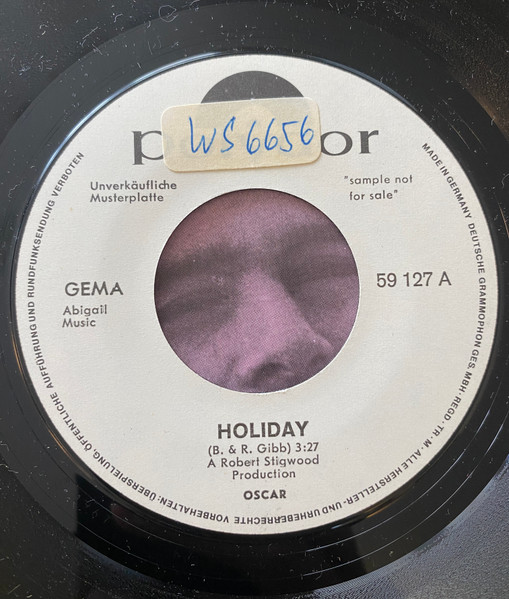 p or
WS6656
Unverkäufliche
Musterplatte
"sample not
for sale"
GEMA
Abigail
Music
59 127 A
HOLIDAY
(B. & R. Gibb) 3:27
A Robert Stigwood
Production
OSCAR
MADE IN GERMANY DEUTSCHE GRAMMOPHON GES. MBH · REGD · TR · M · ALLE HERSTELLER- UND URHEBERRECHTE VORBEHALTEN: ÜBERSPIELUNG, ÖFFENTLICHE AUFFÜHRUNG UND RUNDFUNKSENDUNG VERBOTEN